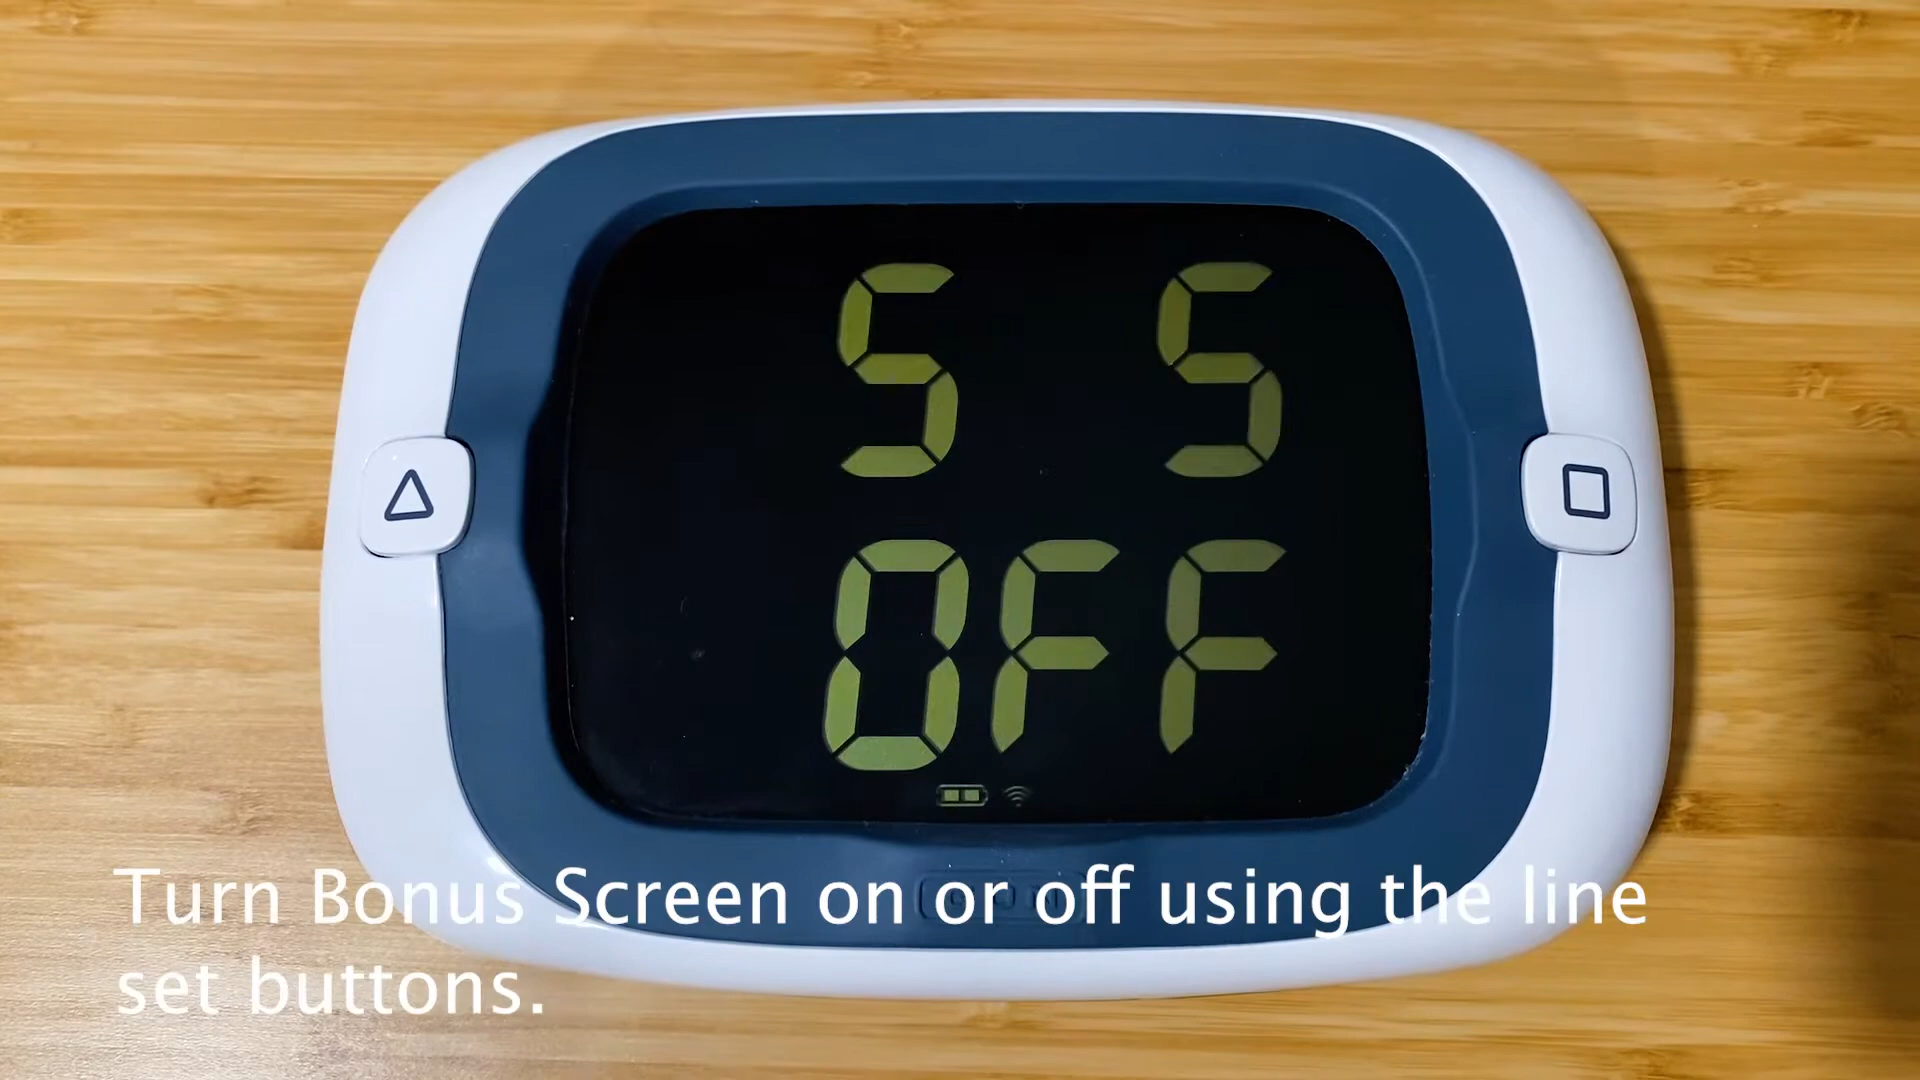 S S
OFF
Turn Bonus Screen on or off using the line
set buttons.